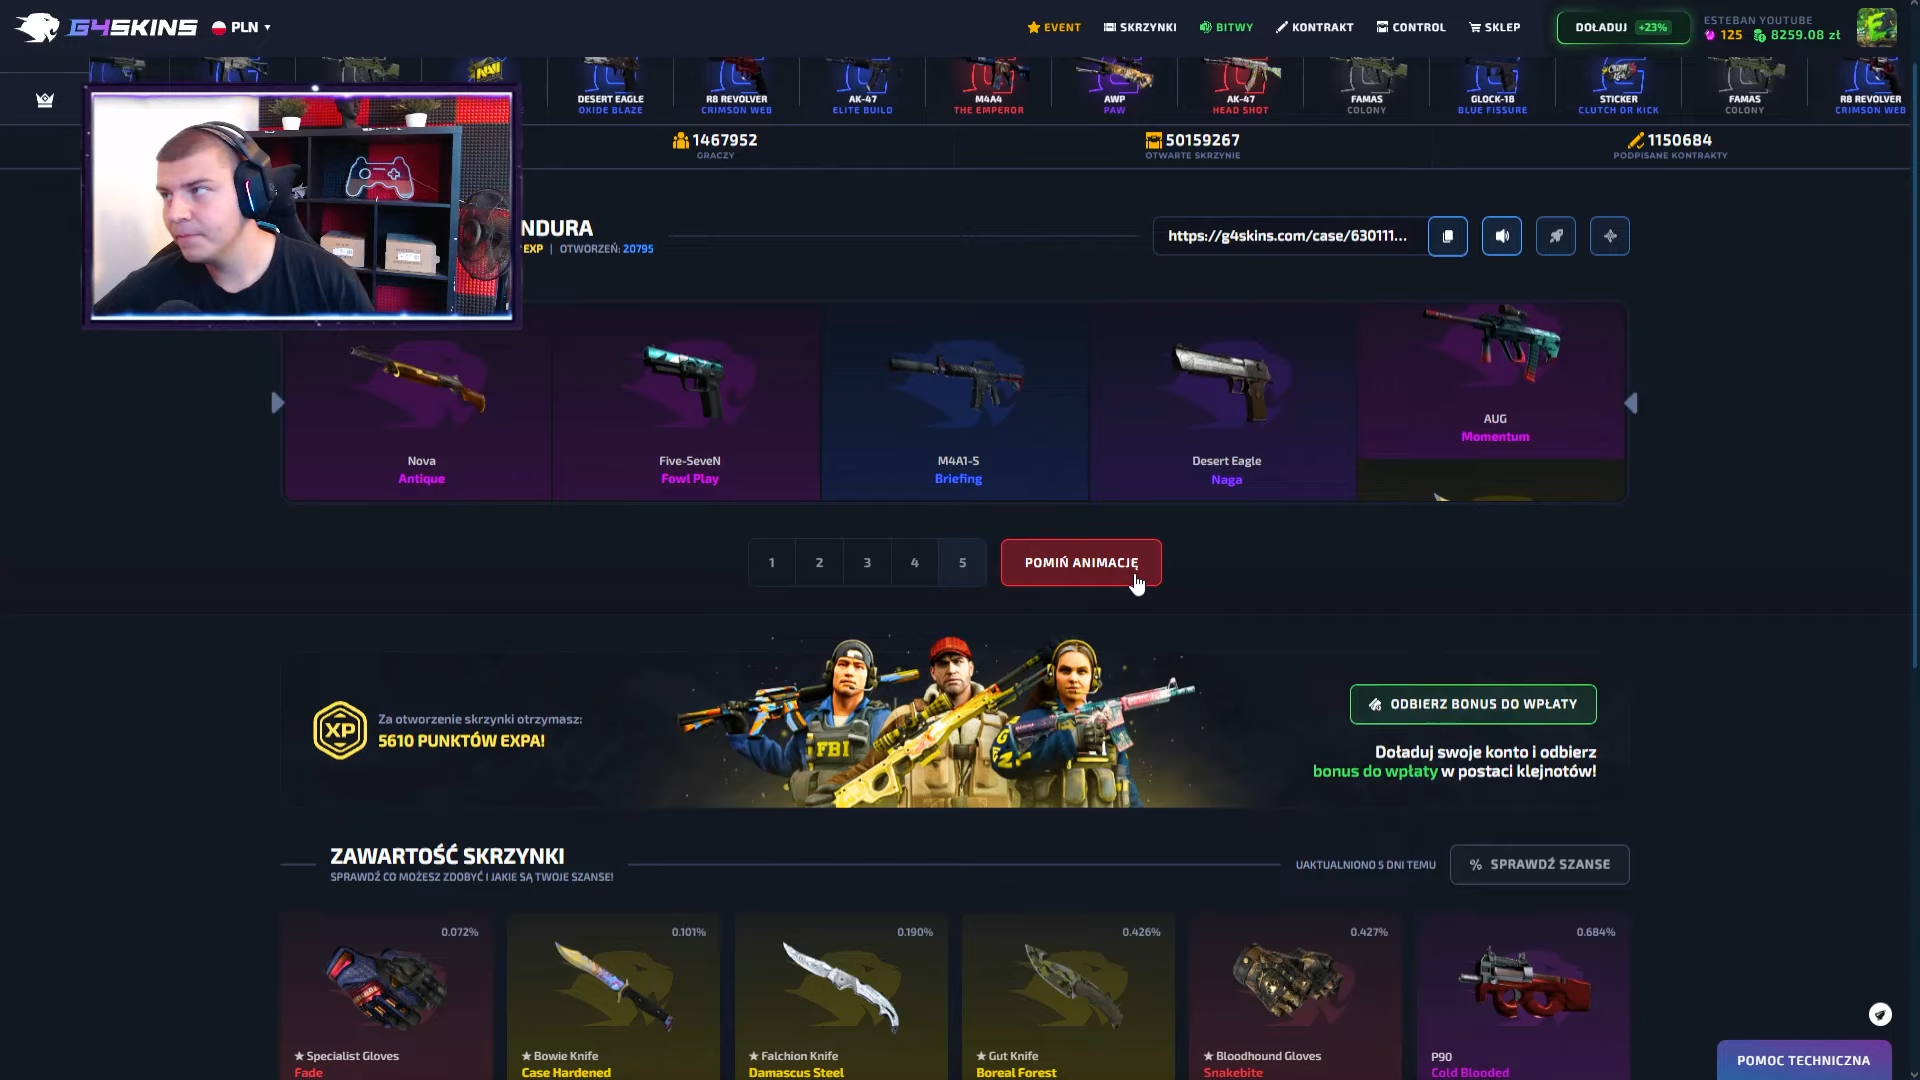 G4SKINS
PLN
EVENT
SKRZYNKI
BITWY
KONTRAKT
CONTROL
SKLEP
DOŁADUJ +23%
ESTEBAN YOUTUBE
125 8259.08 zł
DESERT EAGLE
OXIDE BLAZE
R8 REVOLVER
CRIMSON WEB
AK-47
ELITE BUILD
M4A4
THE EMPEROR
AWP
PAW
AK-47
HEAD SHOT
FAMAS
COLONY
GLOCK-18
BLUE FISSURE
STICKER
CLUTCH OR KICK
FAMAS
COLONY
R8 REVOLVER
CRIMSON WEB
1467952
GRACZY
50159267
OTWARTE SKRZYNIE
1150684
PODPISANE KONTRAKTY
NDURA
EXP | OTWORZEŃ: 20795
https://g4skins.com/case/630111...
Nova
Antique
Five-SeveN
Fowl Play
M4A1-S
Briefing
Desert Eagle
Naga
AUG
Momentum
1 2 3 4 5
POMIŃ ANIMACJĘ
XP
Za otworzenie skrzynki otrzymasz:
5610 PUNKTÓW EXPA!
FBI
ODBIERZ BONUS DO WPŁATY
Doładuj swoje konto i odbierz
bonus do wpłaty w postaci klejnotów!
ZAWARTOŚĆ SKRZYNKI
SPRAWDŹ CO MOŻESZ ZDOBYĆ I JAKIE SĄ TWOJE SZANSE!
UAKTUALNIONO 5 DNI TEMU
% SPRAWDŹ SZANSE
0.072%
★ Specialist Gloves
Fade
0.101%
★ Bowie Knife
Case Hardened
0.190%
★ Falchion Knife
Damascus Steel
0.426%
★ Gut Knife
Boreal Forest
0.427%
★ Bloodhound Gloves
Snakebite
0.684%
P90
Cold Blooded
POMOC TECHNICZNA